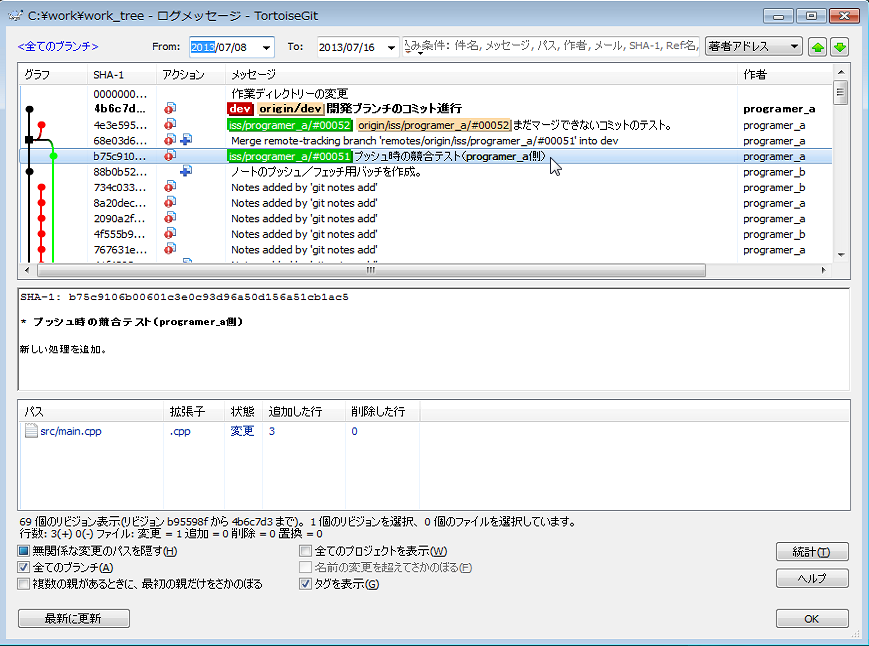 C:¥work¥work_tree - ログメッセージ - TortoiseGit
<全てのブランチ> From: 2013/07/08 To: 2013/07/16 み条件: 件名, メッセージ, パス, 作者, メール, SHA-1, Ref名, 著者アドレス
グラフ SHA-1 アクション メッセージ 作者
0000000... 作業ディレクトリーの変更
4b6c7d... dev origin/dev 開発ブランチのコミット進行 programer_a
4e3e595... iss/programer_a/#00052 origin/iss/programer_a/#00052 まだマージできないコミットのテスト。 programer_a
68e03d6... Merge remote-tracking branch 'remotes/origin/iss/programer_a/#00051' into dev programer_a
b75c910... iss/programer_a/#00051 プッシュ時の競合テスト(programer_a側) programer_a
88b0b52... ノートのプッシュ／フェッチ用バッチを作成。 programer_b
734c033... Notes added by 'git notes add' programer_b
8a20dec... Notes added by 'git notes add' programer_a
2090a2f... Notes added by 'git notes add' programer_a
4f555b9... Notes added by 'git notes add' programer_b
767631e... Notes added by 'git notes add' programer_a
SHA-1: b75c9106b00601c3e0c93d96a50d156a51cb1ac5
* プッシュ時の競合テスト(programer_a側)
新しい処理を追加。
パス 拡張子 状態 追加した行 削除した行
src/main.cpp .cpp 変更 3 0
69 個のリビジョン表示(リビジョン b95598f から 4b6c7d3 まで)。1 個のリビジョンを選択、0 個のファイルを選択しています。
行数: 3(+) 0(-) ファイル: 変更 = 1 追加 = 0 削除 = 0 置換 = 0
無関係な変更のパスを隠す(H) 全てのプロジェクトを表示(W) 統計(T)
全てのブランチ(A) 名前の変更を超えてさかのぼる(F)
複数の親があるときに、最初の親だけをさかのぼる タグを表示(G) ヘルプ
最新に更新 OK